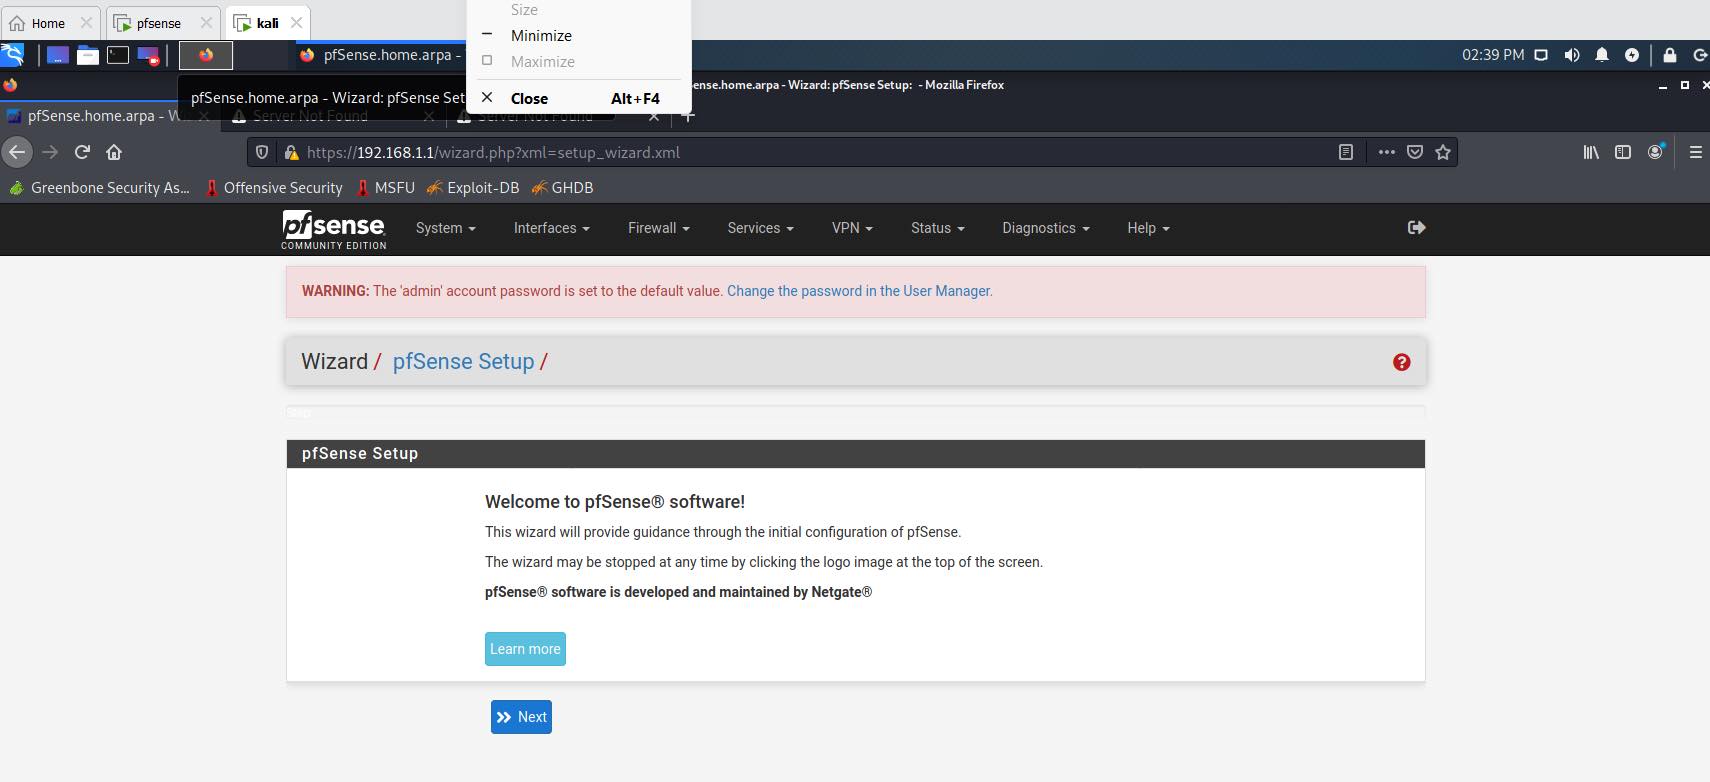 Home
pfsense
kali
Size
Minimize
Maximize
Close Alt+F4
pfSense.home.arpa -
02:39 PM
pfSense.home.arpa - Wizard: pfSense Set
ense.home.arpa - Wizard: pfSense Setup: - Mozilla Firefox
pfSense.home.arpa - W
Server Not Found
Server Not Found
https://192.168.1.1/wizard.php?xml=setup_wizard.xml
Greenbone Security As...
Offensive Security
MSFU
Exploit-DB
GHDB
pfsense
COMMUNITY EDITION
System
Interfaces
Firewall
Services
VPN
Status
Diagnostics
Help
WARNING: The 'admin' account password is set to the default value. Change the password in the User Manager.
Wizard / pfSense Setup /
Step
pfSense Setup
Welcome to pfSense® software!
This wizard will provide guidance through the initial configuration of pfSense.
The wizard may be stopped at any time by clicking the logo image at the top of the screen.
pfSense® software is developed and maintained by Netgate®
Learn more
Next